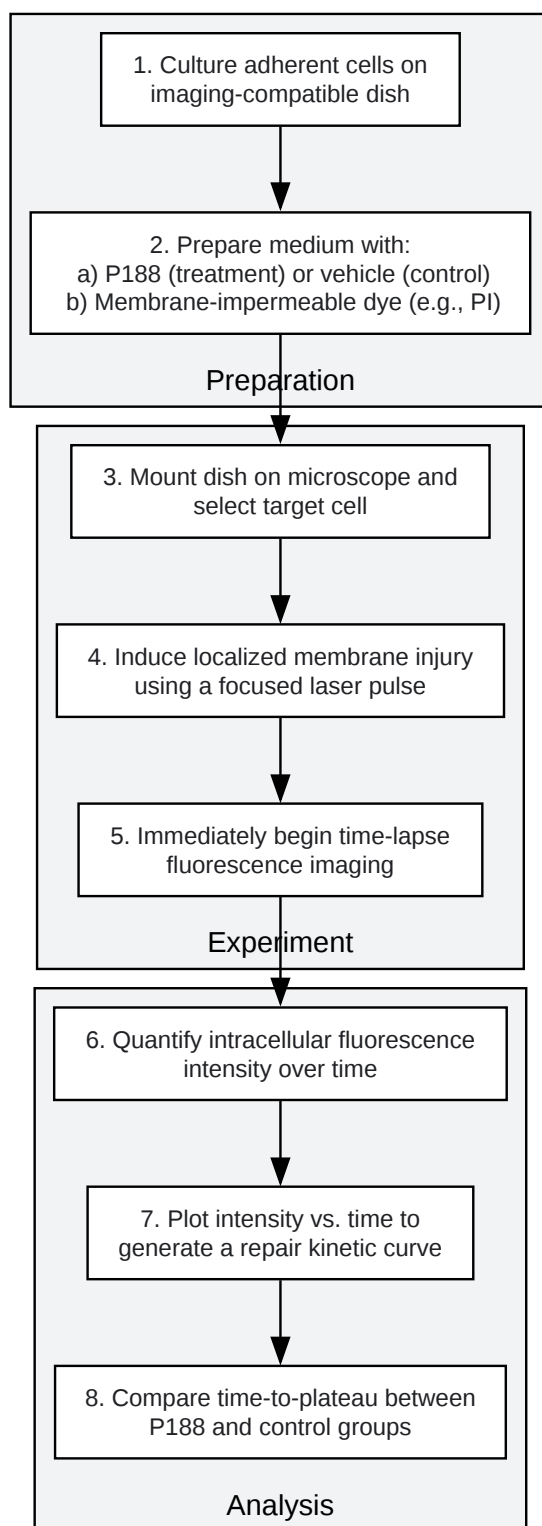 1. Culture adherent cells on
imaging-compatible dish
2. Prepare medium with:
a) P188 (treatment) or vehicle (control)
b) Membrane-impermeable dye (e.g., PI)
Preparation
3. Mount dish on microscope and
select target cell
4. Induce localized membrane injury
using a focused laser pulse
5. Immediately begin time-lapse
fluorescence imaging
Experiment
6. Quantify intracellular fluorescence
intensity over time
7. Plot intensity vs. time to
generate a repair kinetic curve
8. Compare time-to-plateau between
P188 and control groups
Analysis